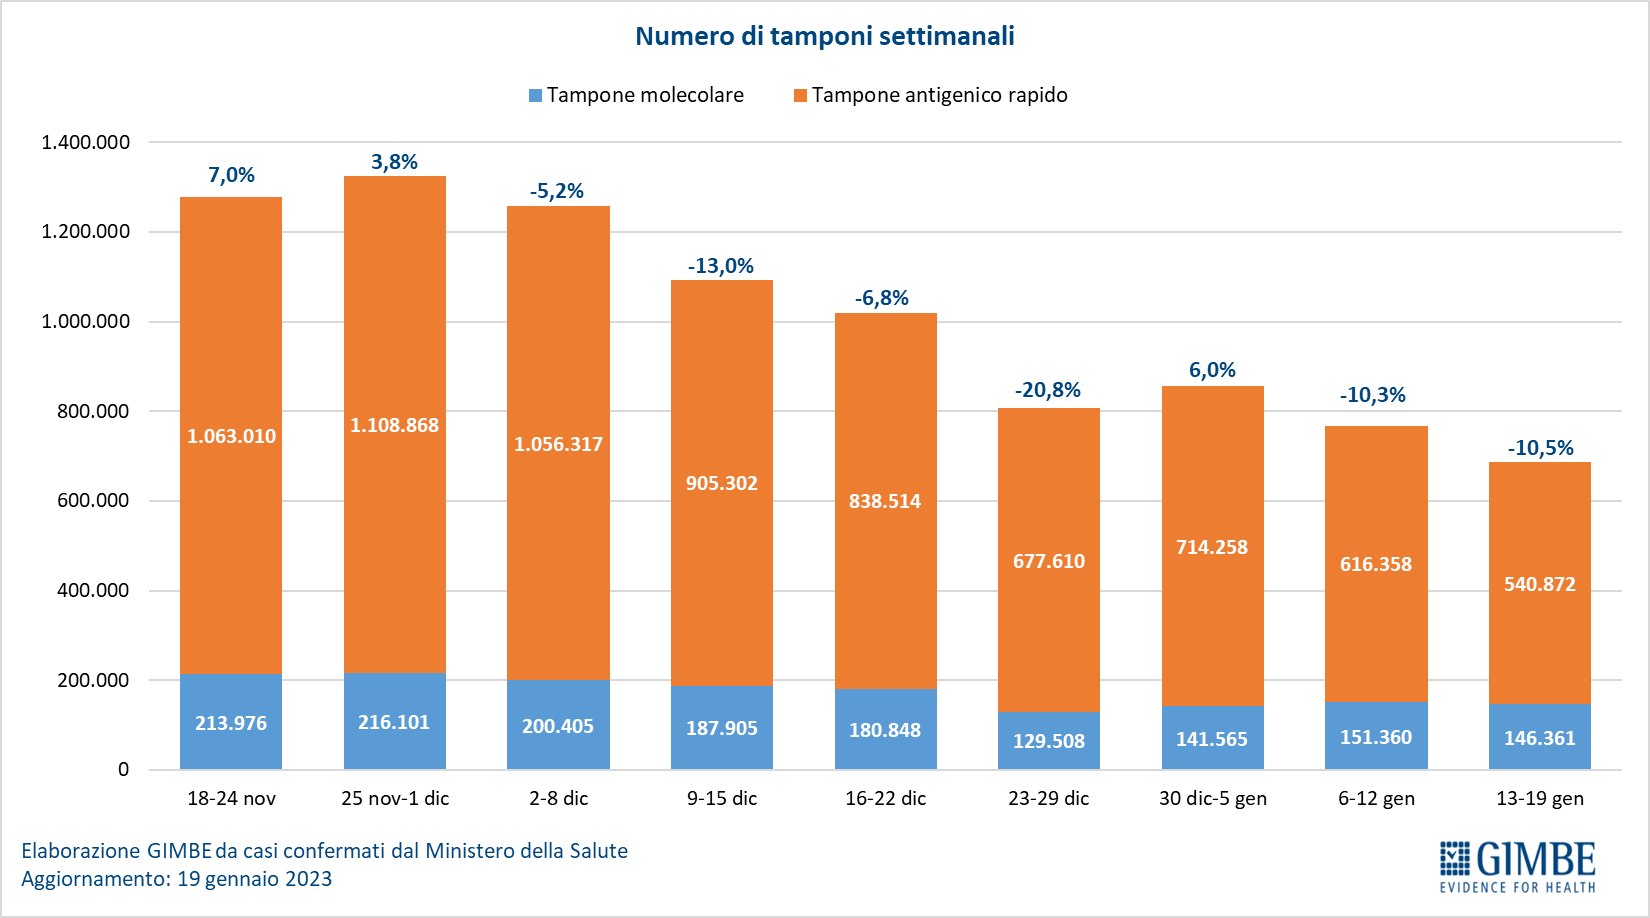 Numero di tamponi settimanali
Tampone molecolare Tampone antigenico rapido
1.400.000
1.200.000
1.000.000
800.000
600.000
400.000
200.000
0
7,0% 3,8% -5,2% -13,0% -6,8% -20,8% 6,0% -10,3% -10,5%
1.063.010 1.108.868 1.056.317 905.302 838.514 677.610 714.258 616.358 540.872
213.976 216.101 200.405 187.905 180.848 129.508 141.565 151.360 146.361
18-24 nov 25 nov-1 dic 2-8 dic 9-15 dic 16-22 dic 23-29 dic 30 dic-5 gen 6-12 gen 13-19 gen
Elaborazione GIMBE da casi confermati dal Ministero della Salute
Aggiornamento: 19 gennaio 2023
GIMBE
EVIDENCE FOR HEALTH